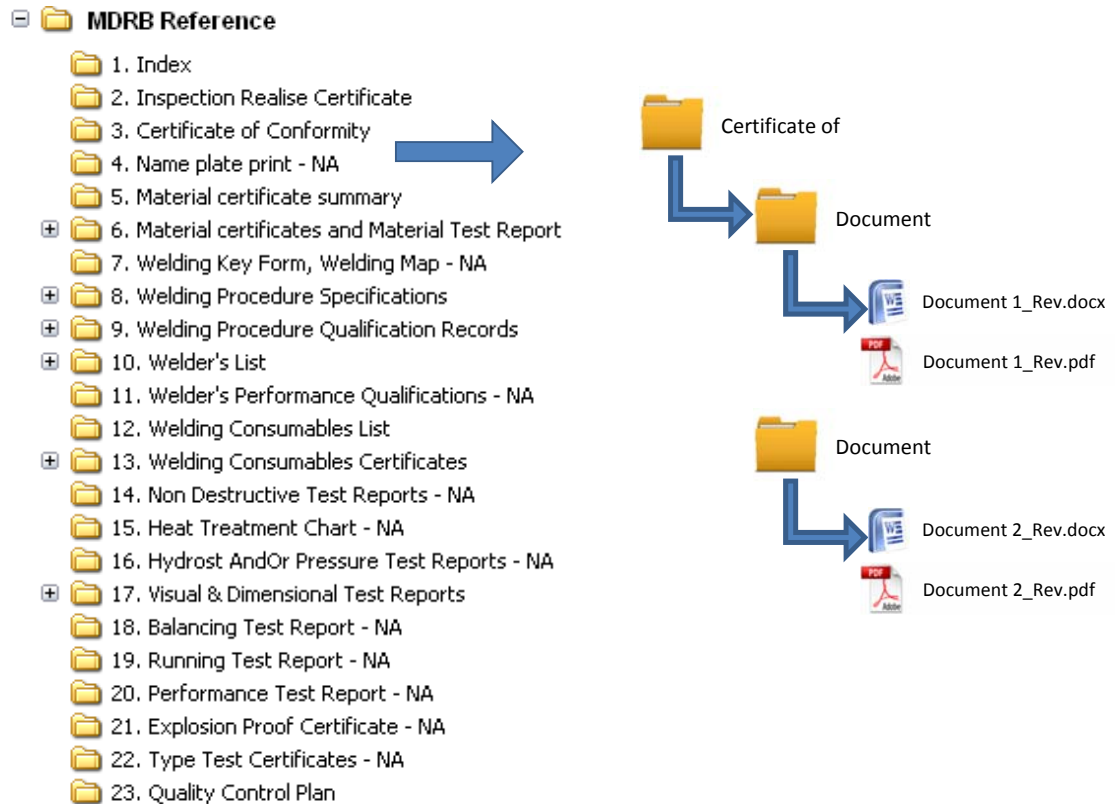 MDRB Reference
1. Index
2. Inspection Realise Certificate
3. Certificate of Conformity
4. Name plate print - NA
5. Material certificate summary
6. Material certificates and Material Test Report
7. Welding Key Form, Welding Map - NA
8. Welding Procedure Specifications
9. Welding Procedure Qualification Records
10. Welder's List
11. Welder's Performance Qualifications - NA
12. Welding Consumables List
13. Welding Consumables Certificates
14. Non Destructive Test Reports - NA
15. Heat Treatment Chart - NA
16. Hydrost AndOr Pressure Test Reports - NA
17. Visual & Dimensional Test Reports
18. Balancing Test Report - NA
19. Running Test Report - NA
20. Performance Test Report - NA
21. Explosion Proof Certificate - NA
22. Type Test Certificates - NA
23. Quality Control Plan
Certificate of
Document
Document 1_Rev.docx
PDF
Adobe
Document 1_Rev.pdf
Document
Document 2_Rev.docx
PDF
Adobe
Document 2_Rev.pdf